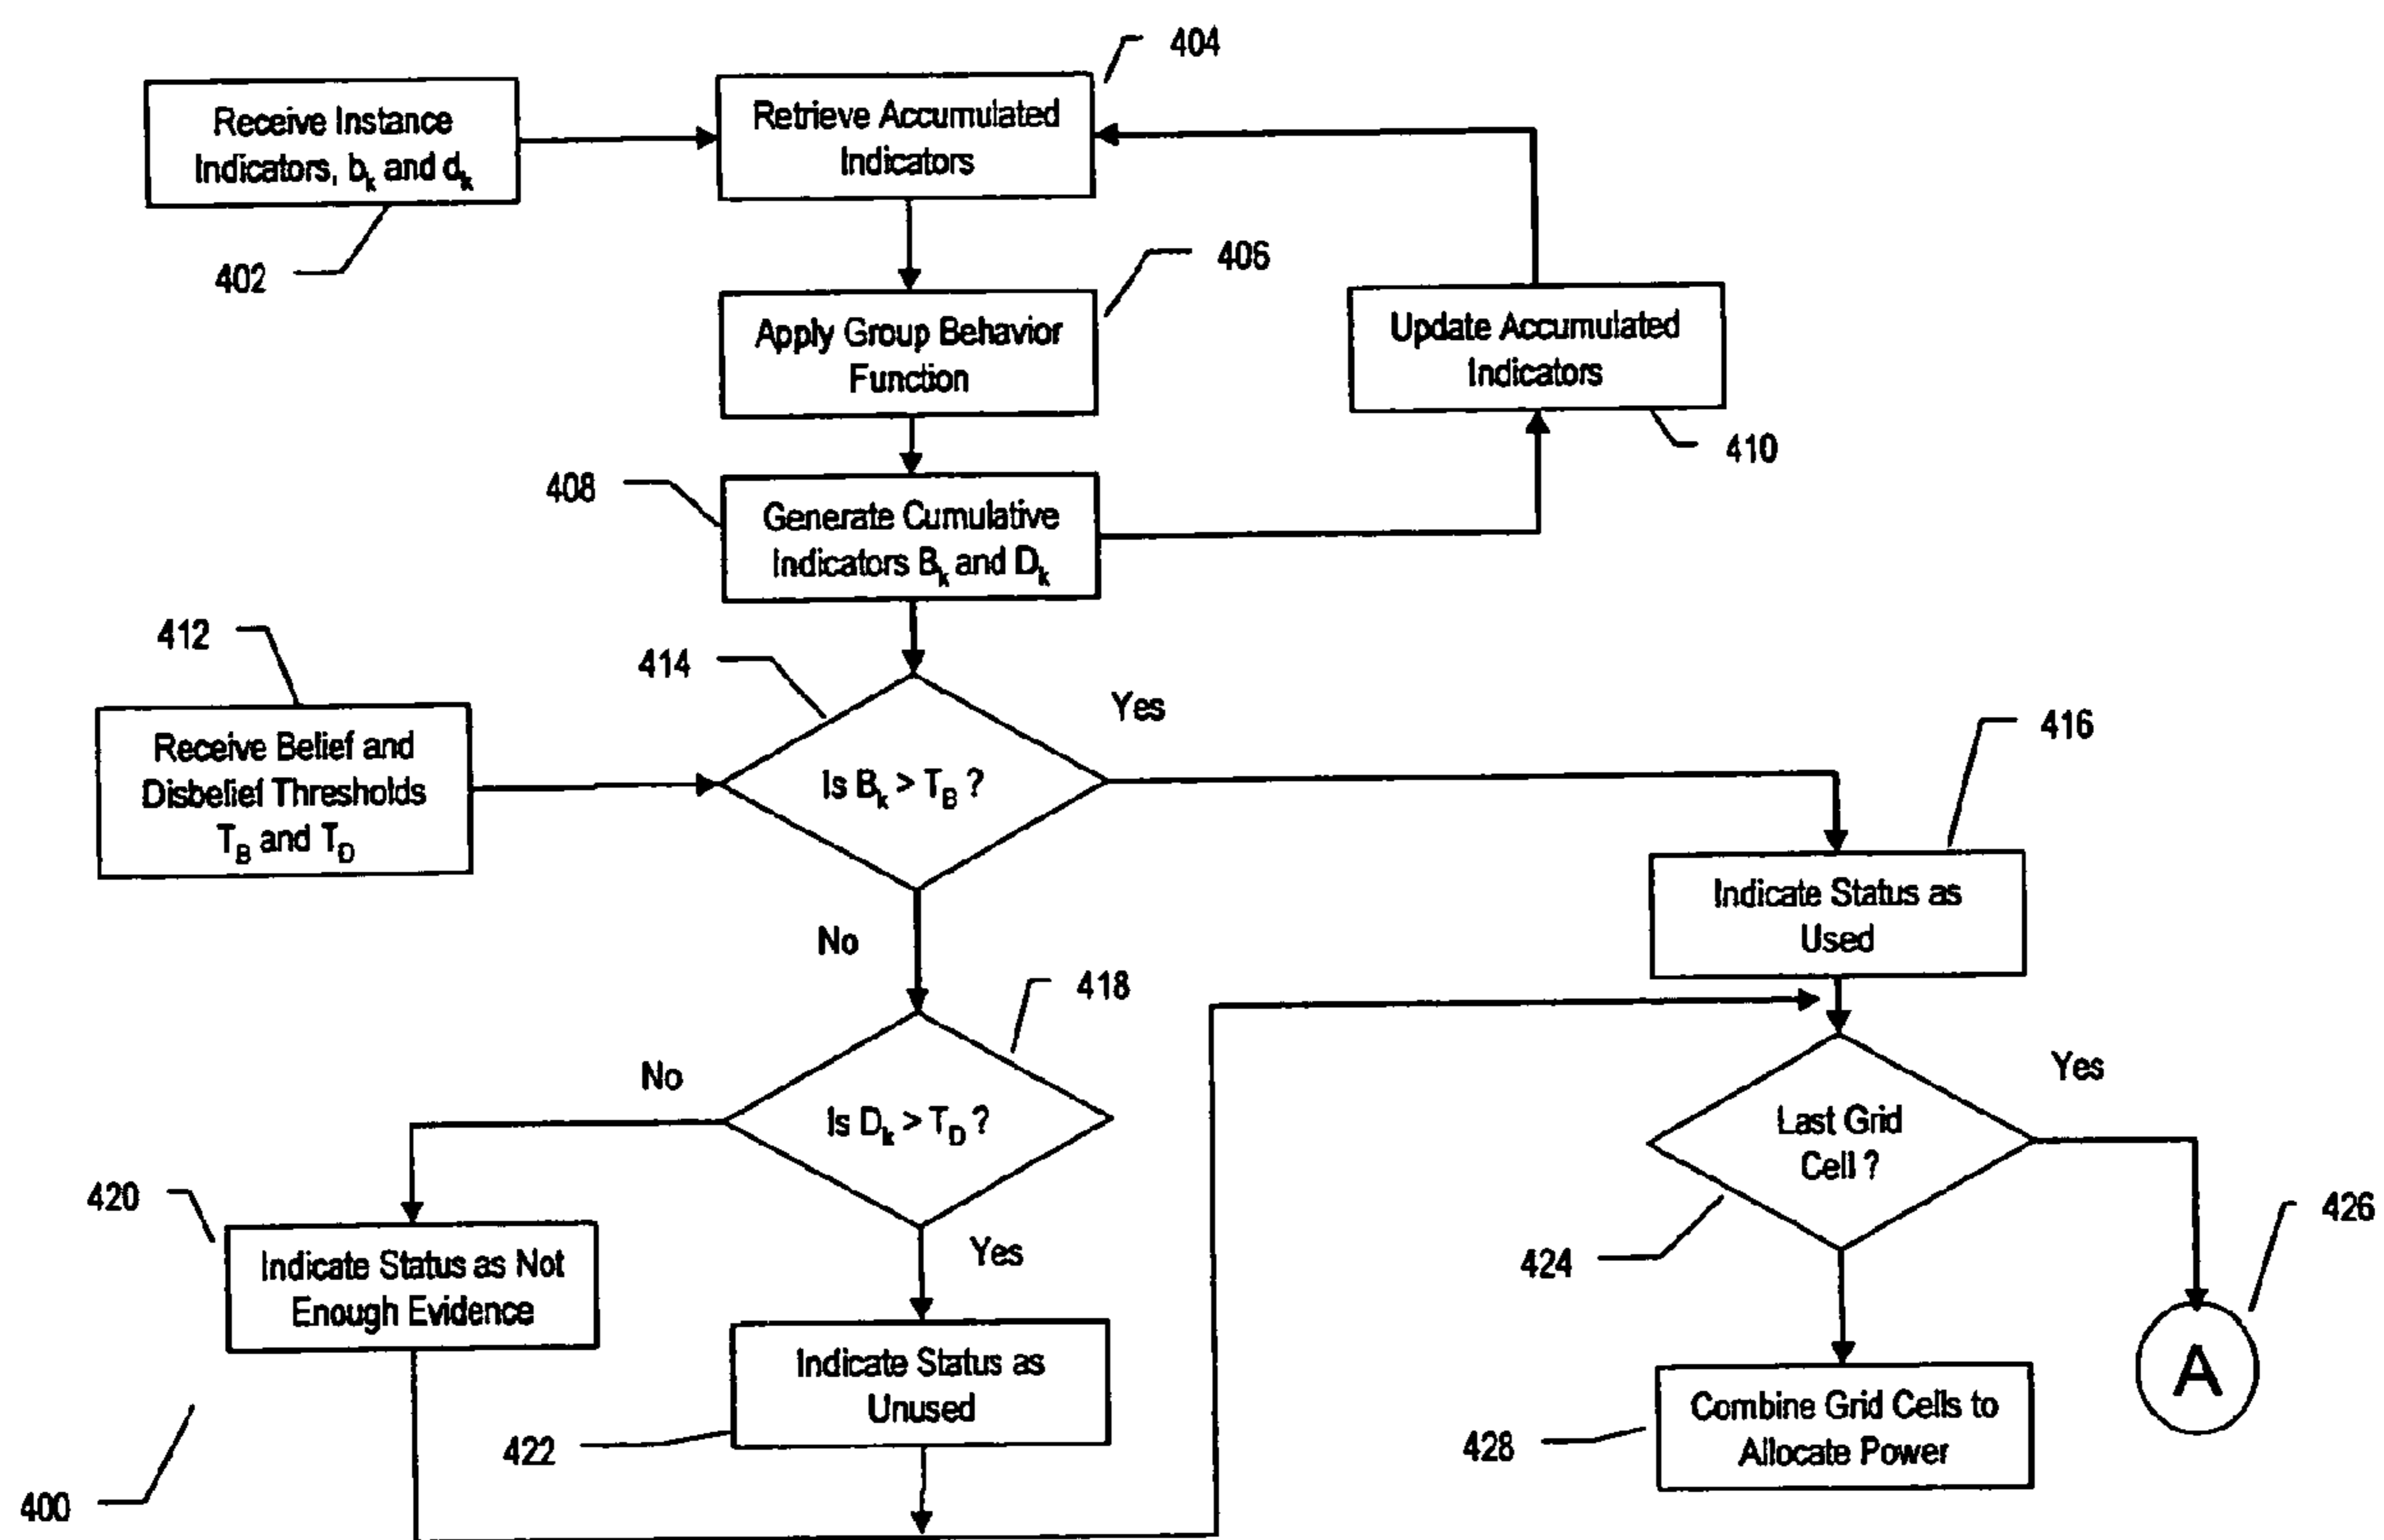 404
Receive Instance
Indicators, bk and dk
Retrieve Accumulated
Indicators
402
406
Apply Group Behavior
Function
Update Accumulated
Indicators
410
408
Generate Cumulative
Indicators Bk and Dk
412
414
Yes
Receive Belief and
Disbelief Thresholds
TB and TD
Is Bk > TB ?
416
Indicate Status as
Used
No
418
No
Is Dk > TD ?
Yes
Last Grid
Cell ?
420
Indicate Status as Not
Enough Evidence
Yes
424
426
Indicate Status as
Unused
422
A
Combine Grid Cells to
Allocate Power
428
400